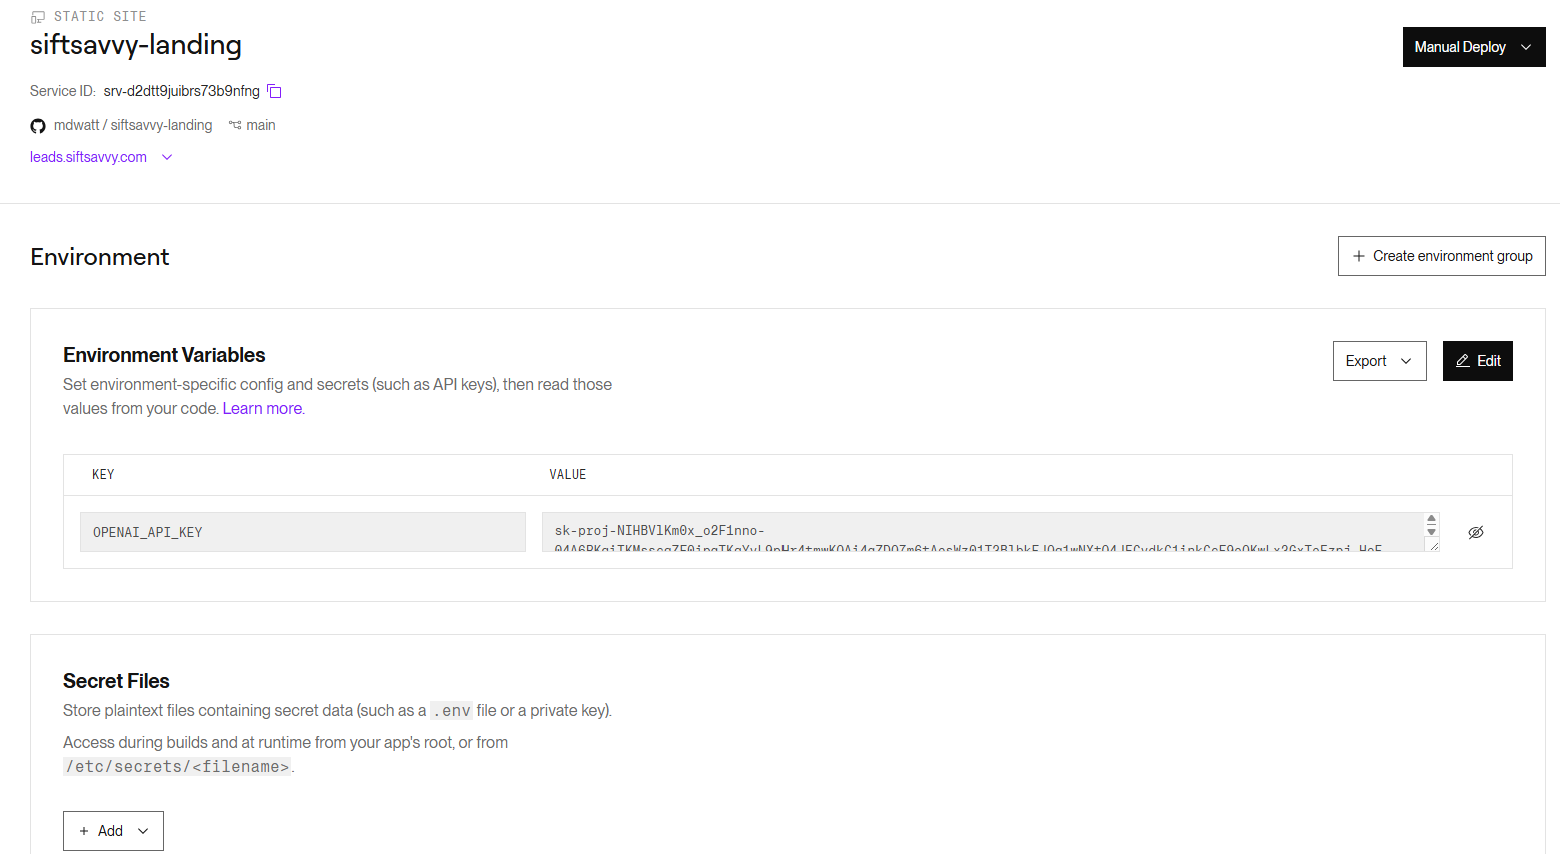 STATIC SITE
siftsavvy-landing
Manual Deploy
Service ID: srv-d2dtt9juibrs73b9nfng
mdwatt / siftsavvy-landing main
leads.siftsavvy.com
Environment
+ Create environment group
Environment Variables
Export
Edit
Set environment-specific config and secrets (such as API keys), then read those
values from your code. Learn more.
KEY VALUE
OPENAI_API_KEY
sk-proj-NIHBVlKm0x_o2F1nno-
Secret Files
Store plaintext files containing secret data (such as a .env file or a private key).
Access during builds and at runtime from your app's root, or from
/etc/secrets/<filename>.
+ Add